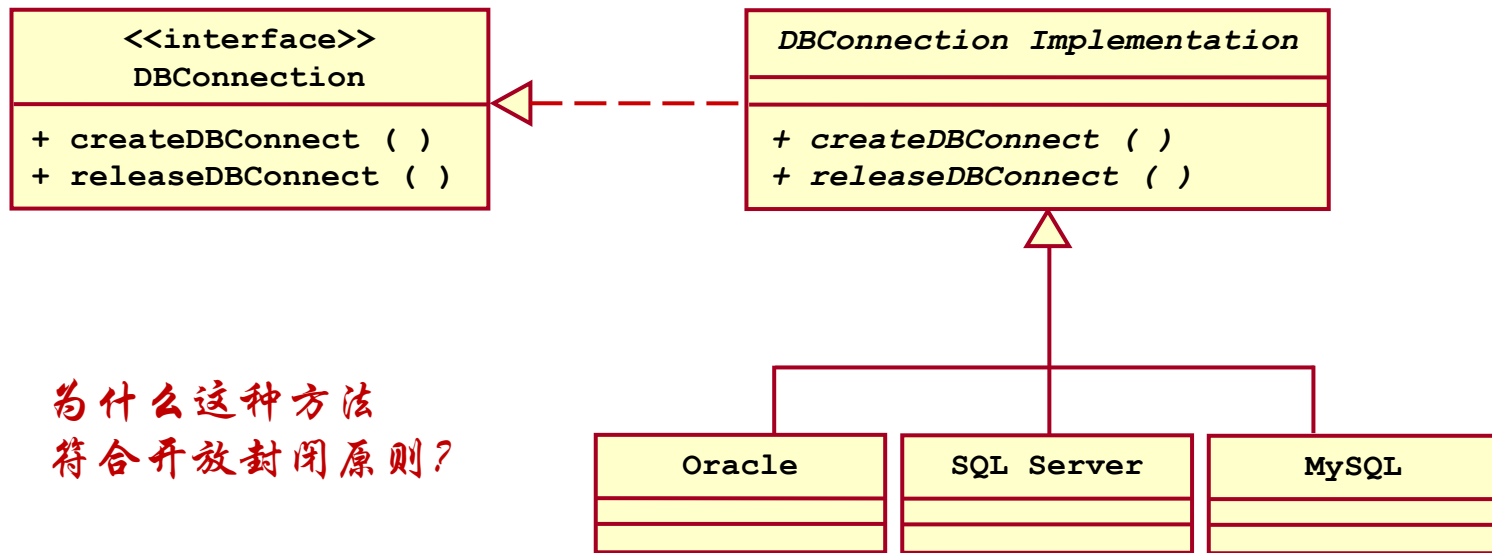 <<interface>>
DBConnection
+ createDBConnect ( )
+ releaseDBConnect ( )
DBConnection Implementation
+ createDBConnect ( )
+ releaseDBConnect ( )
为什么这种方法
符合开放封闭原则?
Oracle
SQL Server
MySQL